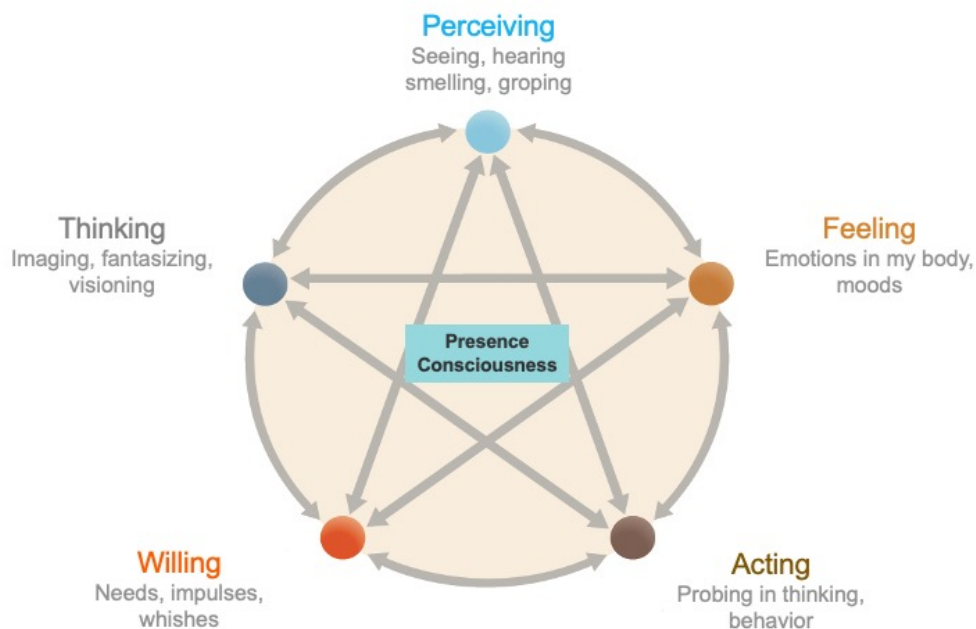 Perceiving
Seeing, hearing
smelling, groping
Thinking
Imaging, fantasizing,
visioning
Feeling
Emotions in my body,
moods
Presence
Consciousness
Willing
Needs, impulses,
whishes
Acting
Probing in thinking,
behavior